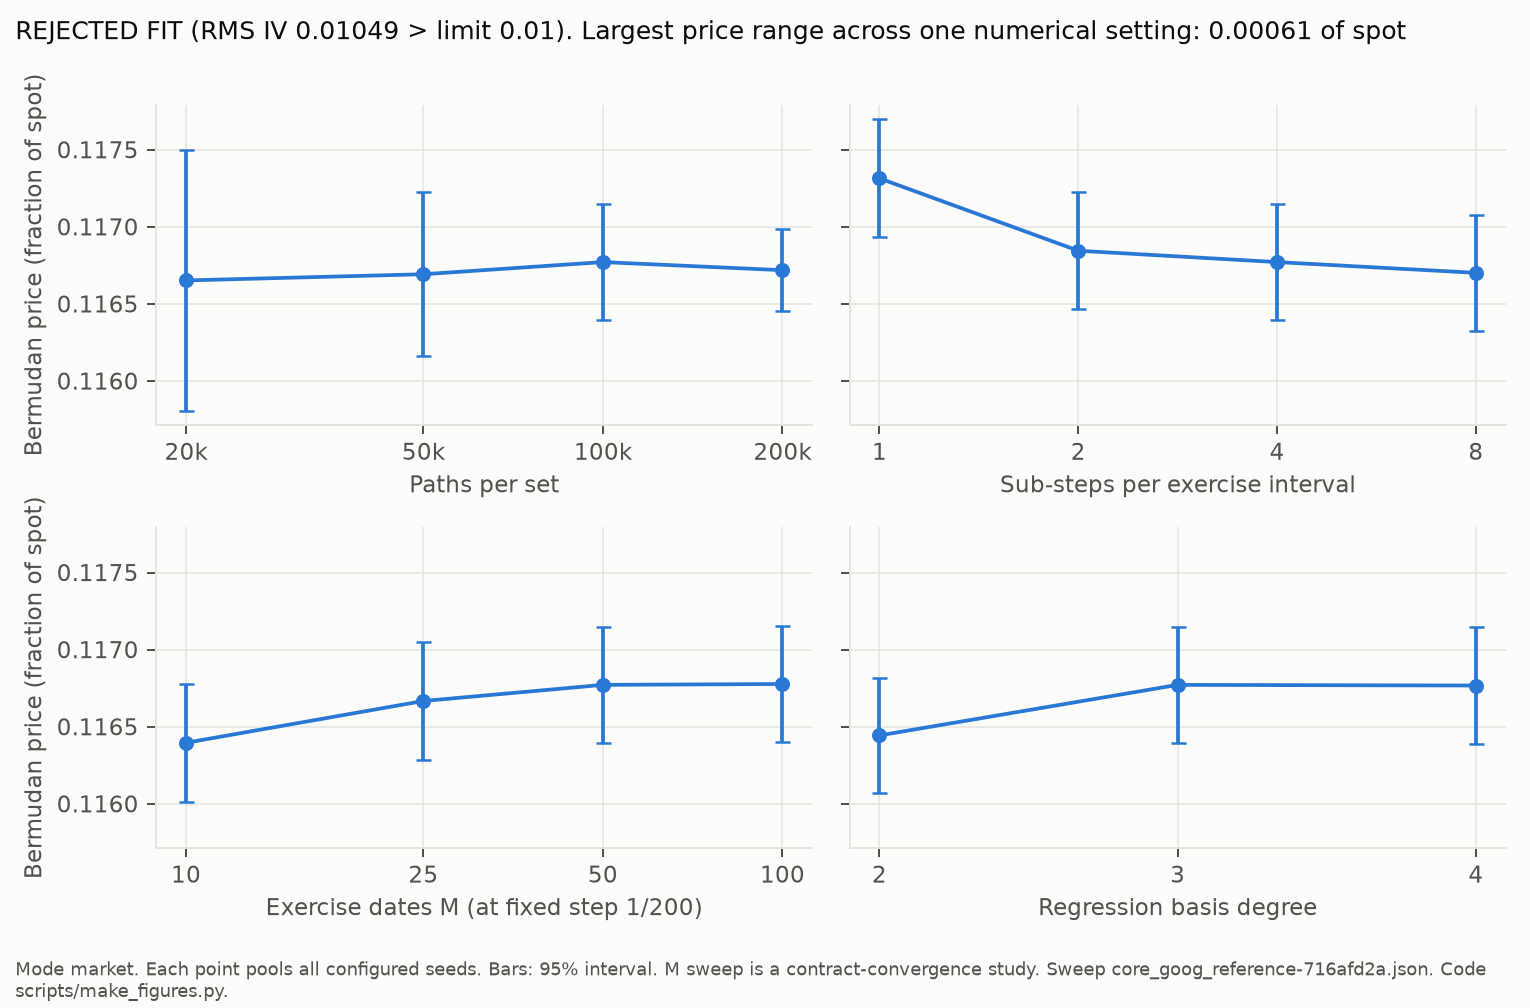 REJECTED FIT (RMS IV 0.01049 > limit 0.01). Largest price range across one numerical setting: 0.00061 of spot
Bermudan price (fraction of spot)
0.1175
0.1170
0.1165
0.1160
20k 50k 100k 200k
Paths per set
1 2 4 8
Sub-steps per exercise interval
Bermudan price (fraction of spot)
0.1175
0.1170
0.1165
0.1160
10 25 50 100
Exercise dates M (at fixed step 1/200)
2 3 4
Regression basis degree
Mode market. Each point pools all configured seeds. Bars: 95% interval. M sweep is a contract-convergence study. Sweep core_goog_reference-716afd2a.json. Code
scripts/make_figures.py.